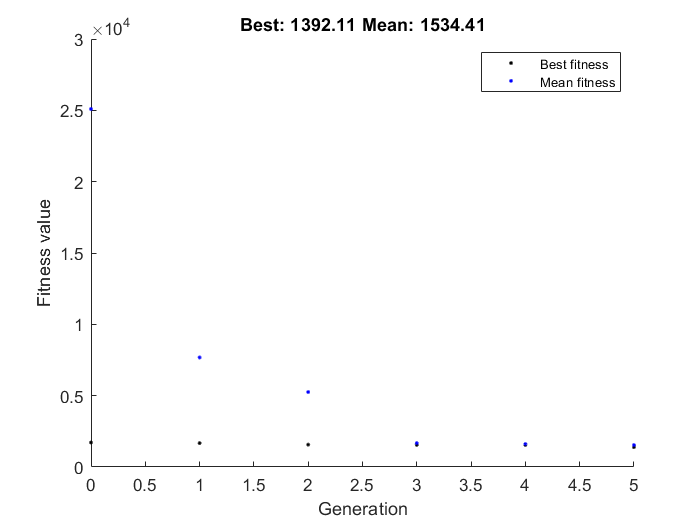 Best: 1392.11 Mean: 1534.41
×10⁴
3
2.5
2
1.5
1
0.5
0
Fitness value
Best fitness
Mean fitness
0 0.5 1 1.5 2 2.5 3 3.5 4 4.5 5
Generation